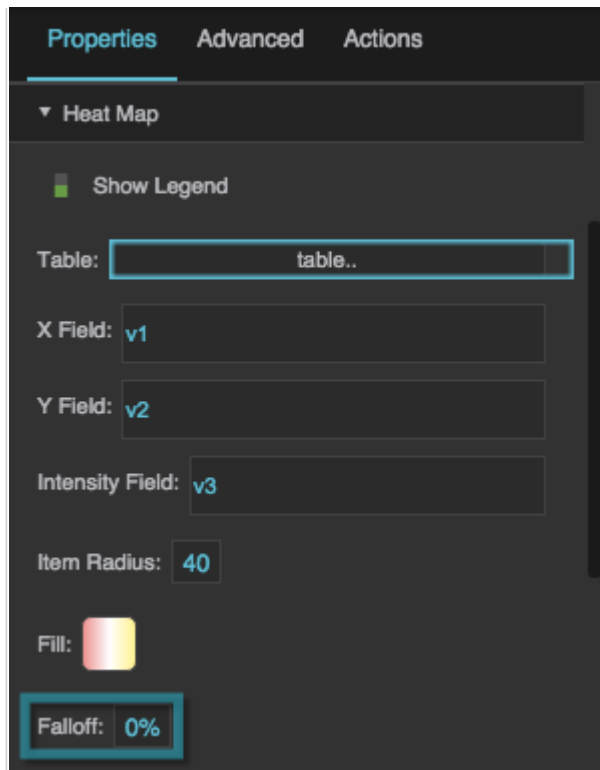 Properties Advanced Actions
Heat Map
Show Legend
Table: table..
X Field: v1
Y Field: v2
Intensity Field: v3
Item Radius: 40
Fill:
Falloff: 0%